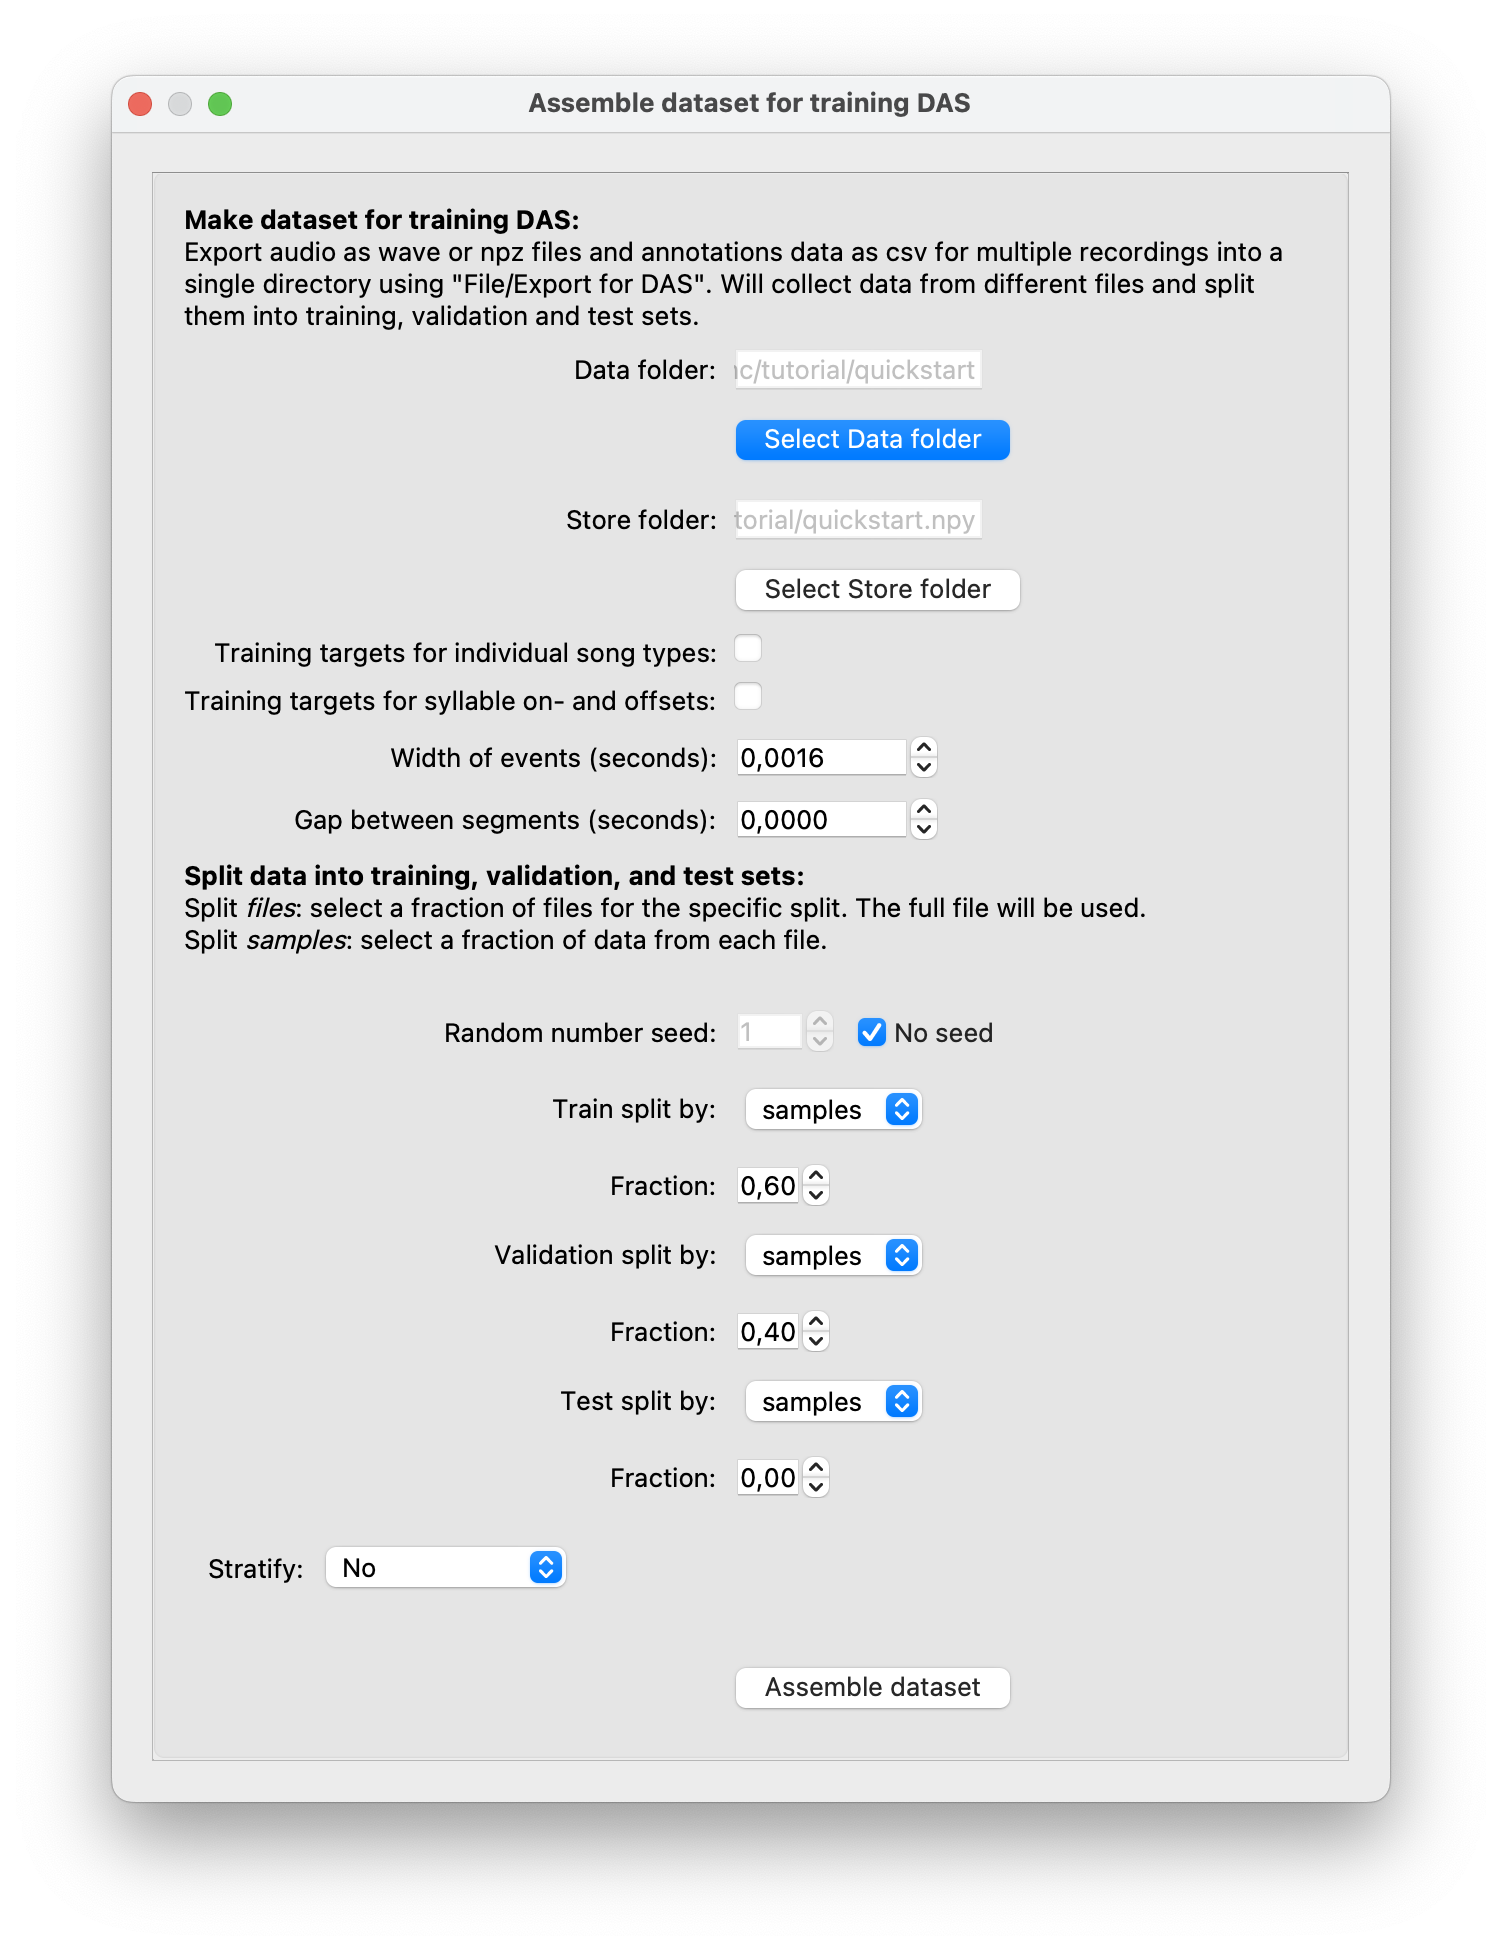 Assemble dataset for training DAS
Make dataset for training DAS:
Export audio as wave or npz files and annotations data as csv for multiple recordings into a
single directory using "File/Export for DAS". Will collect data from different files and split
them into training, validation and test sets.
Data folder: c/tutorial/quickstart
Select Data folder
Store folder: torial/quickstart.npy
Select Store folder
Training targets for individual song types:
Training targets for syllable on- and offsets:
Width of events (seconds): 0,0016
Gap between segments (seconds): 0,0000
Split data into training, validation, and test sets:
Split files: select a fraction of files for the specific split. The full file will be used.
Split samples: select a fraction of data from each file.
Random number seed: 1 No seed
Train split by: samples
Fraction: 0,60
Validation split by: samples
Fraction: 0,40
Test split by: samples
Fraction: 0,00
Stratify: No
Assemble dataset